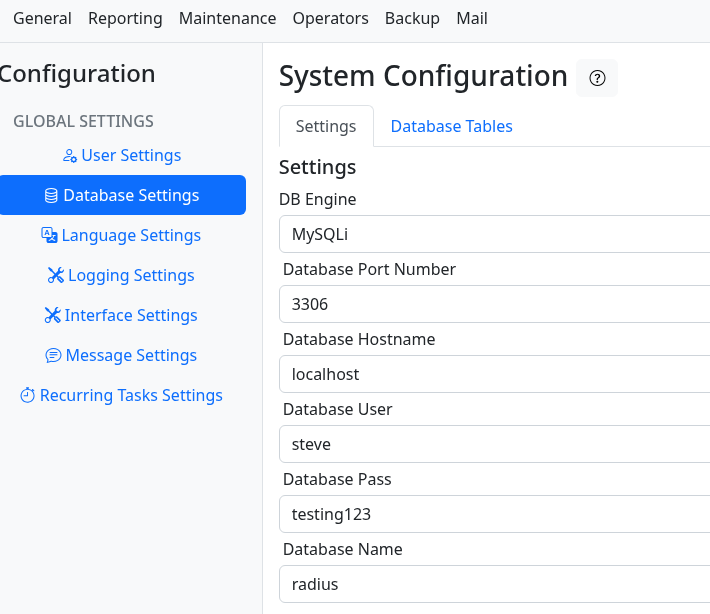 General Reporting Maintenance Operators Backup Mail
Configuration
GLOBAL SETTINGS
User Settings
Database Settings
Language Settings
Logging Settings
Interface Settings
Message Settings
Recurring Tasks Settings
System Configuration
Settings Database Tables
Settings
DB Engine
MySQLi
Database Port Number
3306
Database Hostname
localhost
Database User
steve
Database Pass
testing123
Database Name
radius